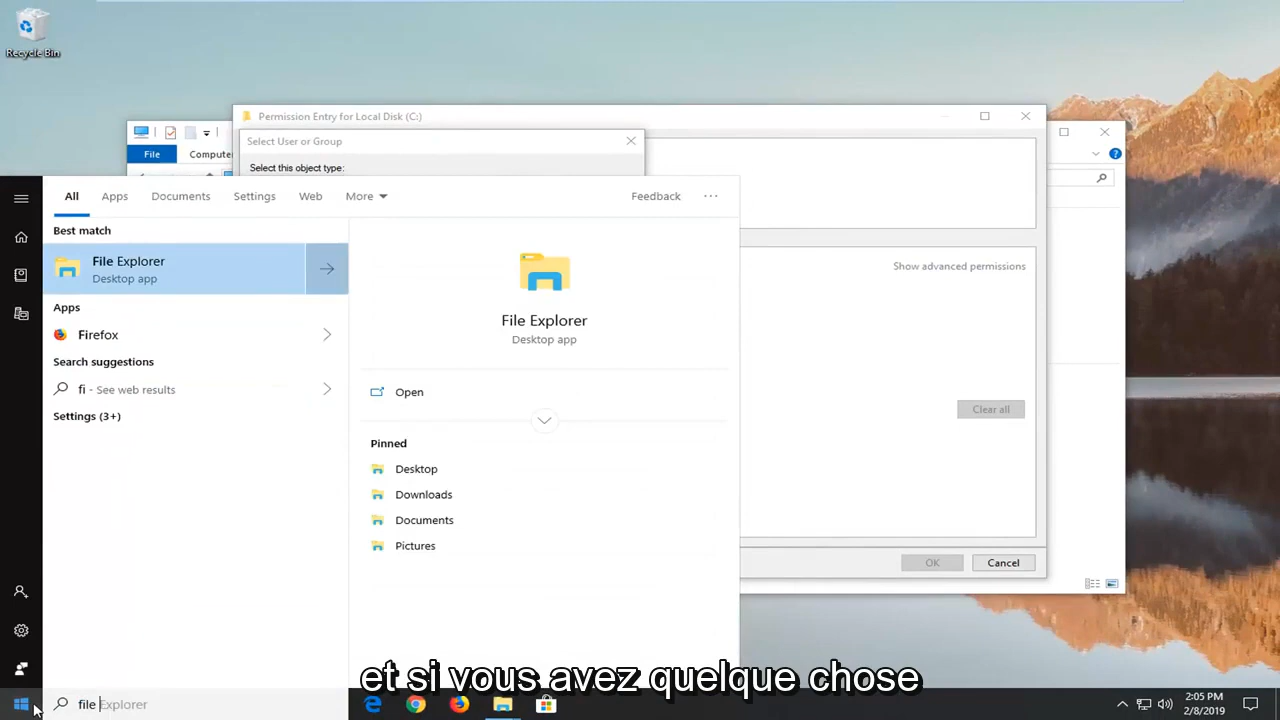 Recycle Bin
Permission Entry for Local Disk (C:)
Select User or Group
Select this object type:
File
Computer
All
Apps
Documents
Settings
Web
More
Feedback
Best match
File Explorer
Desktop app
Apps
Firefox
Search suggestions
fi - See web results
Settings (3+)
File Explorer
Desktop app
Open
Pinned
Desktop
Downloads
Documents
Pictures
Show advanced permissions
Clear all
OK
Cancel
et si vous avez quelque chose
file Explorer
2:05 PM
2/8/2019